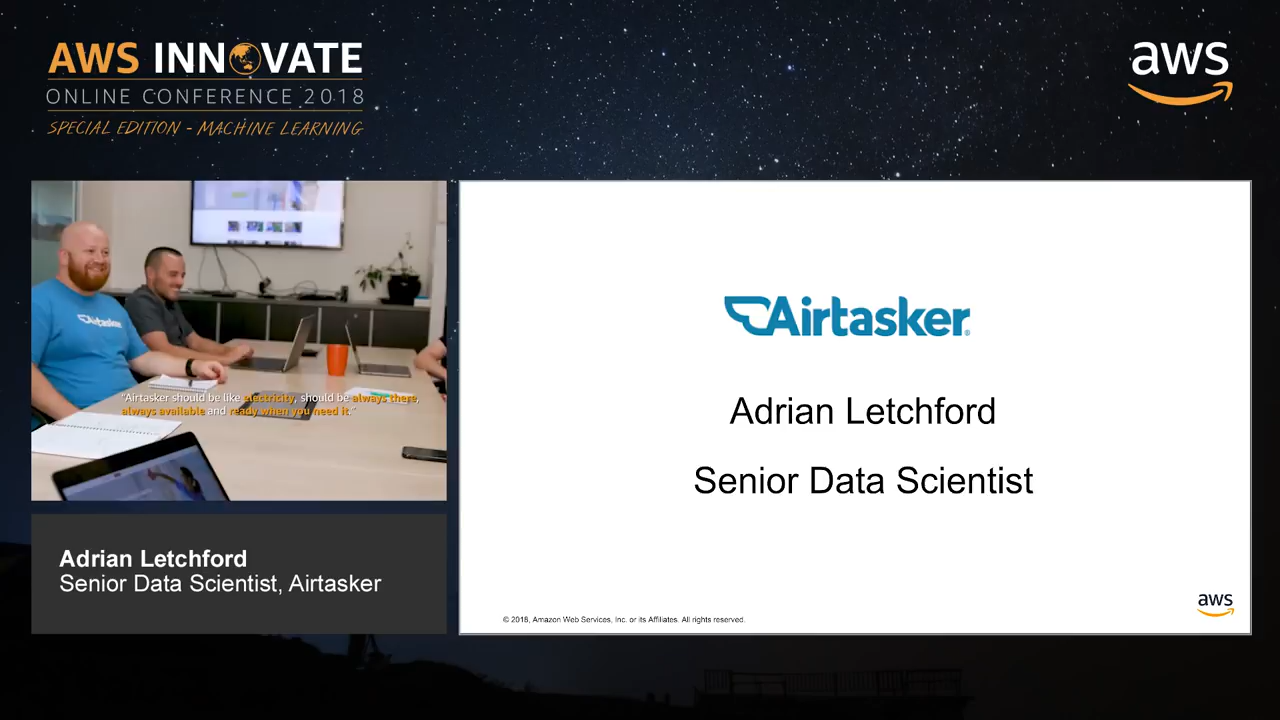 AWS INNOVATE
ONLINE CONFERENCE 2018
SPECIAL EDITION - MACHINE LEARNING
aws
Airtasker
"Airtasker should be like electricity, should be always there,
always available and ready when you need it."
Adrian Letchford
Senior Data Scientist, Airtasker
Airtasker®
Adrian Letchford
Senior Data Scientist
© 2018, Amazon Web Services, Inc. or its Affiliates. All rights reserved.
aws